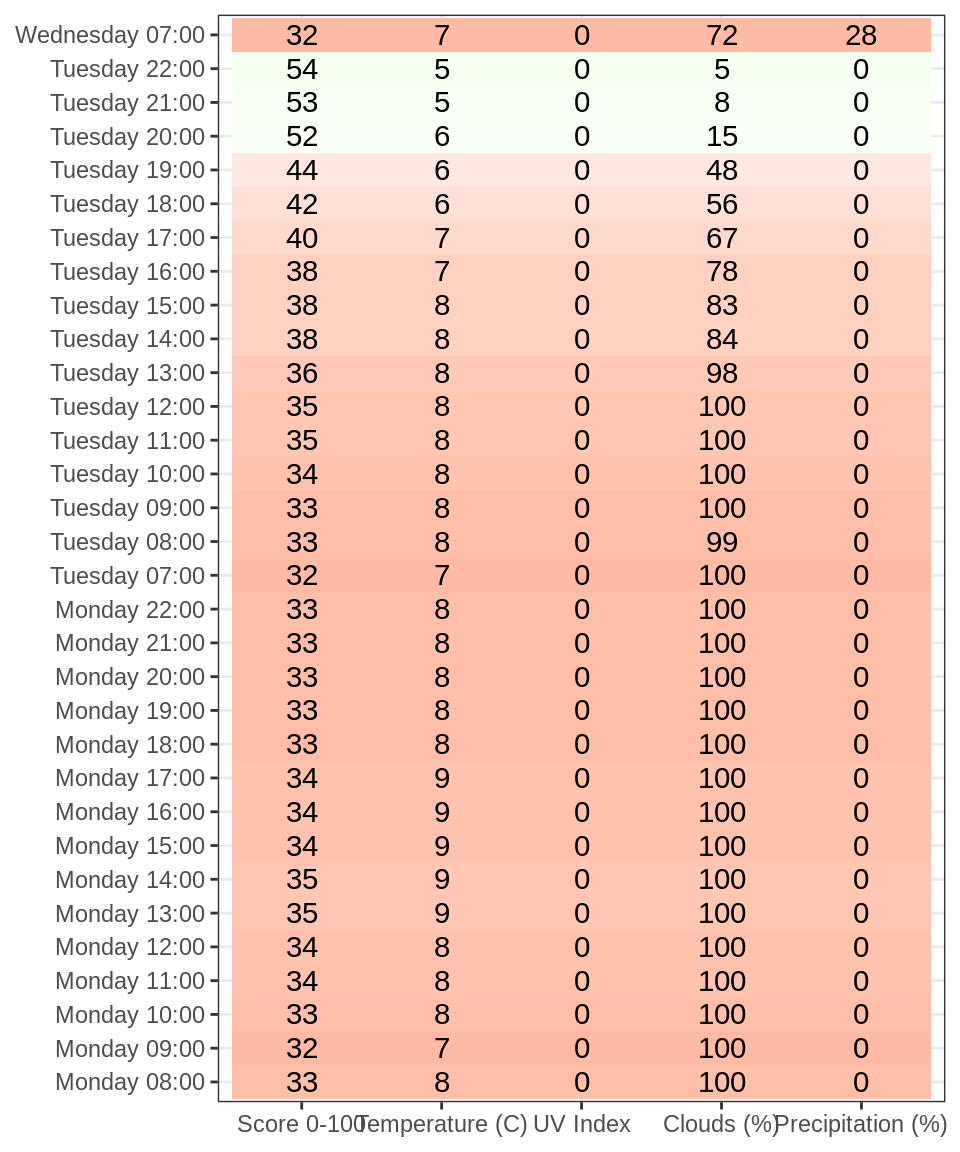 Wednesday 07:00 32 7 0 72 28
Tuesday 22:00 54 5 0 5 0
Tuesday 21:00 53 5 0 8 0
Tuesday 20:00 52 6 0 15 0
Tuesday 19:00 44 6 0 48 0
Tuesday 18:00 42 6 0 56 0
Tuesday 17:00 40 7 0 67 0
Tuesday 16:00 38 7 0 78 0
Tuesday 15:00 38 8 0 83 0
Tuesday 14:00 38 8 0 84 0
Tuesday 13:00 36 8 0 98 0
Tuesday 12:00 35 8 0 100 0
Tuesday 11:00 35 8 0 100 0
Tuesday 10:00 34 8 0 100 0
Tuesday 09:00 33 8 0 100 0
Tuesday 08:00 33 8 0 99 0
Tuesday 07:00 32 7 0 100 0
Monday 22:00 33 8 0 100 0
Monday 21:00 33 8 0 100 0
Monday 20:00 33 8 0 100 0
Monday 19:00 33 8 0 100 0
Monday 18:00 33 8 0 100 0
Monday 17:00 34 9 0 100 0
Monday 16:00 34 9 0 100 0
Monday 15:00 34 9 0 100 0
Monday 14:00 35 9 0 100 0
Monday 13:00 35 9 0 100 0
Monday 12:00 34 8 0 100 0
Monday 11:00 34 8 0 100 0
Monday 10:00 33 8 0 100 0
Monday 09:00 32 7 0 100 0
Monday 08:00 33 8 0 100 0
Score 0-100 Temperature (C) UV Index Clouds (%) Precipitation (%)